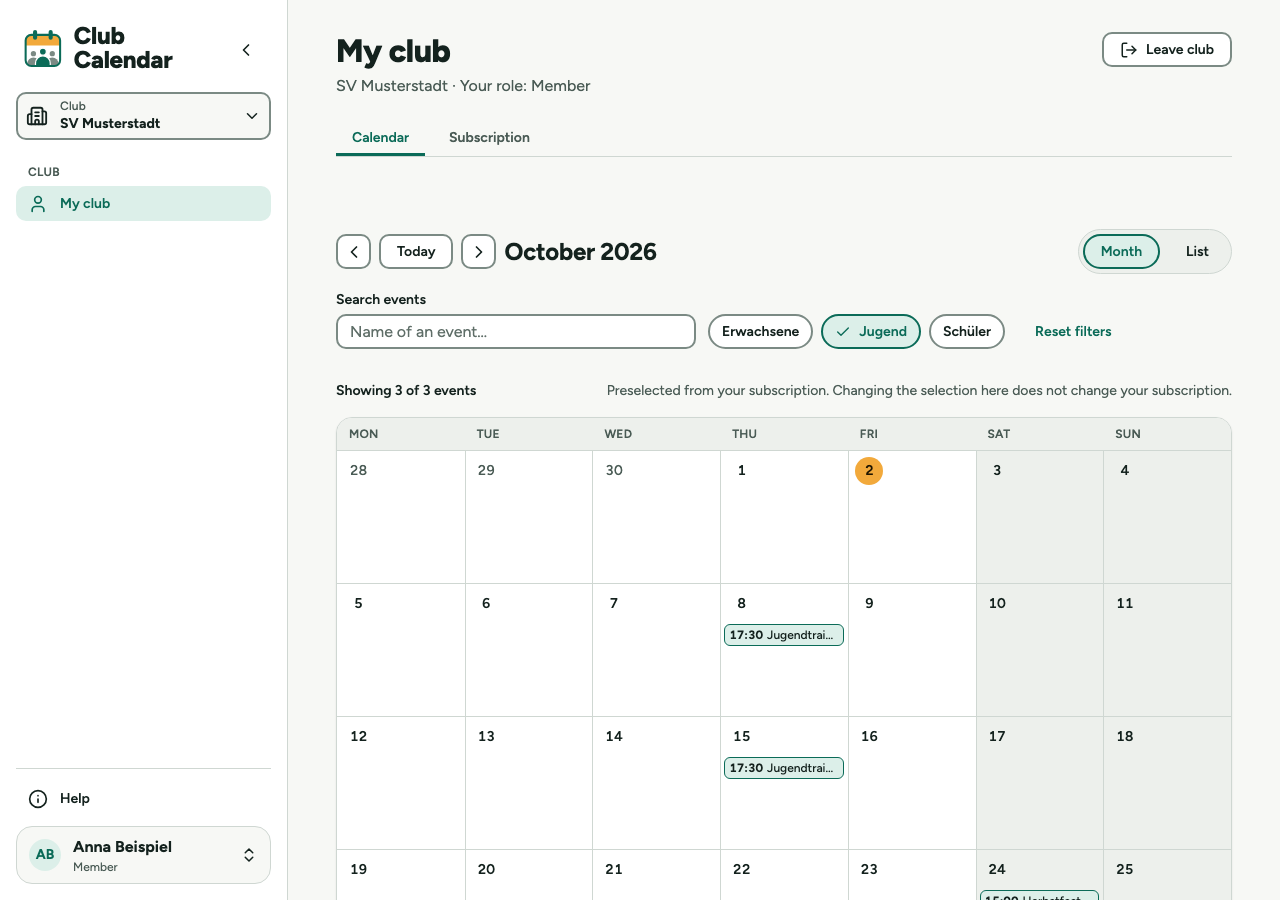 Club
Calendar
Club
SV Musterstadt
CLUB
My club
Help
AB
Anna Beispiel
Member
My club
Leave club
SV Musterstadt · Your role: Member
Calendar Subscription
Today
October 2026
Month List
Search events
Name of an event...
Erwachsene Jugend Schüler Reset filters
Showing 3 of 3 events
Preselected from your subscription. Changing the selection here does not change your subscription.
MON TUE WED THU FRI SAT SUN
28 29 30 1 2 3 4
5 6 7 8 9 10 11
17:30 Jugendtrai...
12 13 14 15 16 17 18
17:30 Jugendtrai...
19 20 21 22 23 24 25
15:00 Herbstfest